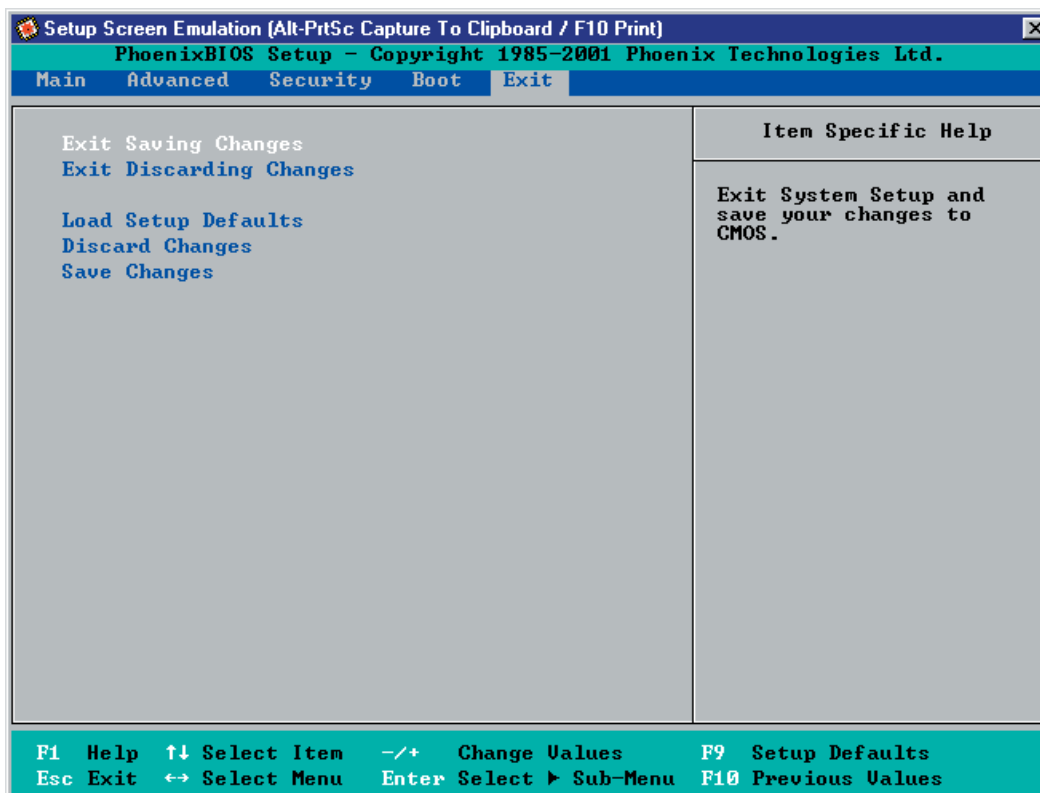 Setup Screen Emulation (Alt-PrtSc Capture To Clipboard / F10 Print)
PhoenixBIOS Setup - Copyright 1985-2001 Phoenix Technologies Ltd.
Main Advanced Security Boot Exit
Exit Saving Changes
Exit Discarding Changes
Load Setup Defaults
Discard Changes
Save Changes
Item Specific Help
Exit System Setup and
save your changes to
CMOS.
F1 Help ↑↓ Select Item -/+ Change Values F9 Setup Defaults
Esc Exit ↔ Select Menu Enter Select ▶ Sub-Menu F10 Previous Values